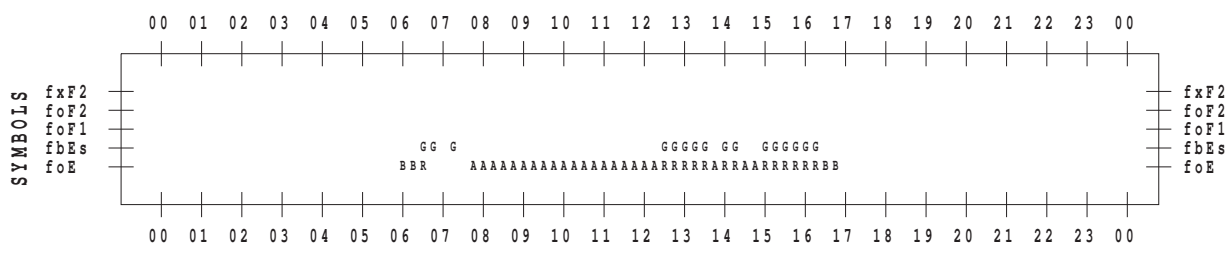 00 01 02 03 04 05 06 07 08 09 10 11 12 13 14 15 16 17 18 19 20 21 22 23 00
SYMBOLS
fxF2 fxF2
foF2 foF2
foF1 foF1
fbEs GG G GGGGG GG GGGGGG fbEs
foE BBR AAAAAAAAAAAAAAAAAAARRRRRARRAARRRRRRBB foE
00 01 02 03 04 05 06 07 08 09 10 11 12 13 14 15 16 17 18 19 20 21 22 23 00